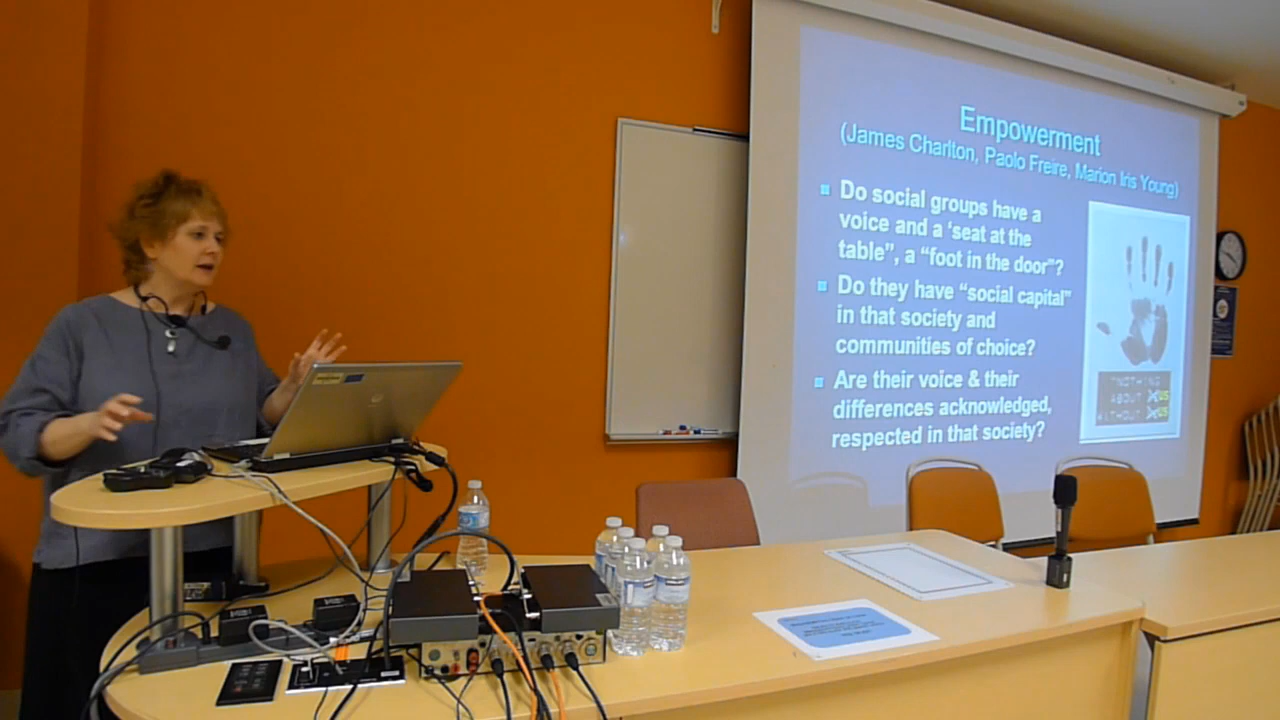 Empowerment
(James Charlton, Paolo Freire, Marion Iris Young)
Do social groups have a
voice and a 'seat at the
table", a "foot in the door"?
Do they have "social capital"
in that society and
communities of choice?
Are their voice & their
differences acknowledged,
respected in that society?
"NOTHING
ABOUT US
WITHOUT US